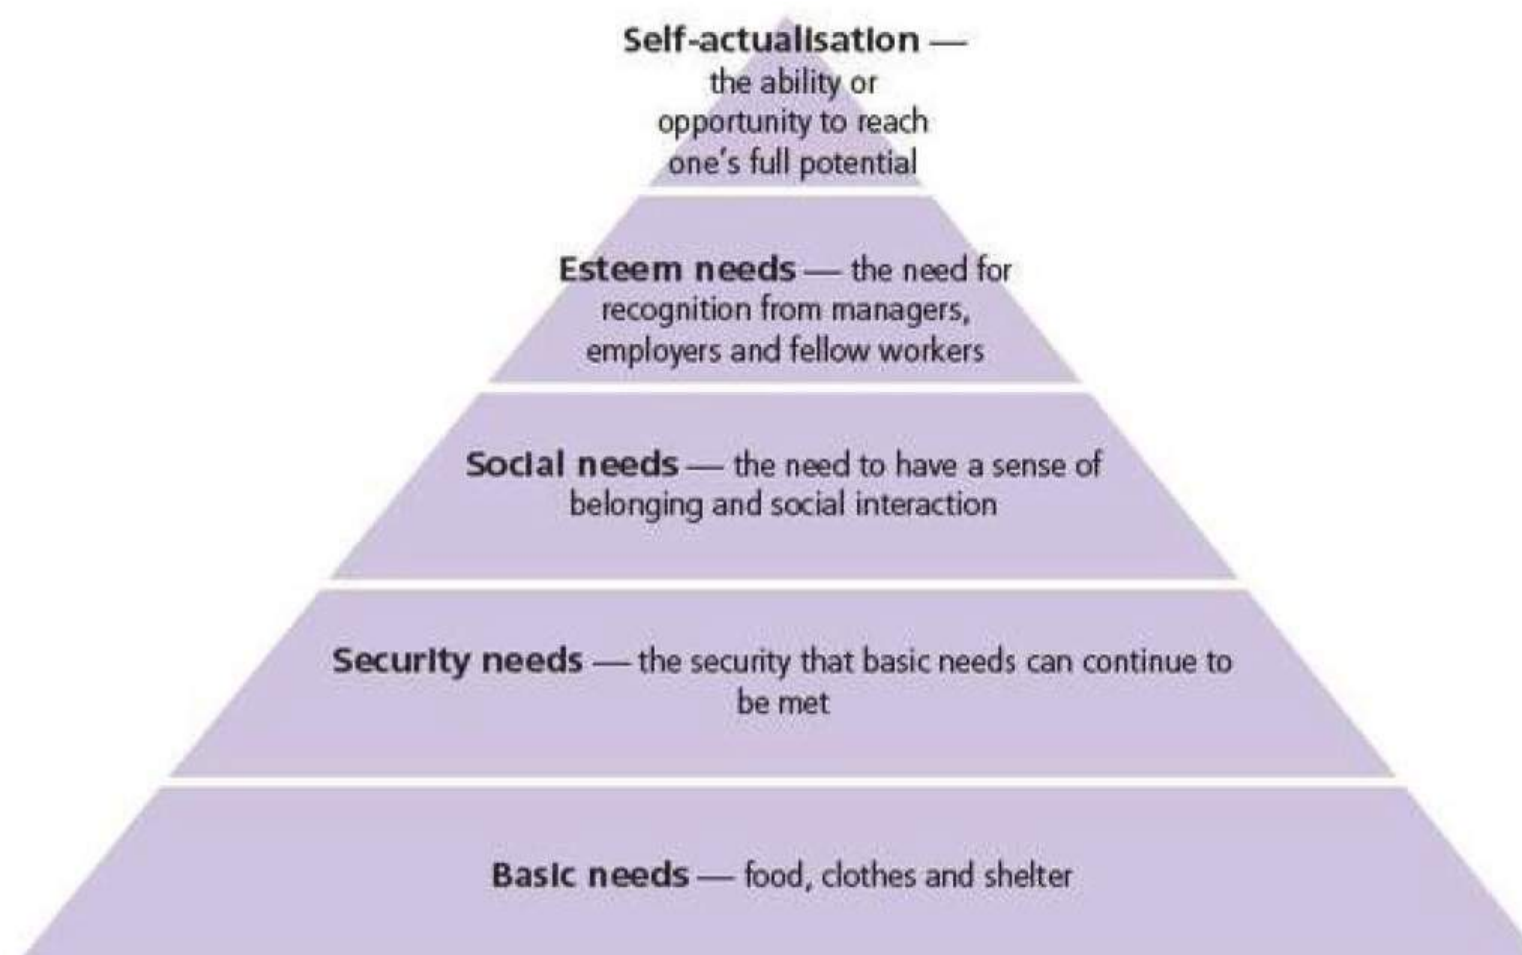 Self-actualisation —
the ability or
opportunity to reach
one's full potential
Esteem needs — the need for
recognition from managers,
employers and fellow workers
Social needs — the need to have a sense of
belonging and social interaction
Security needs — the security that basic needs can continue to
be met
Basic needs — food, clothes and shelter